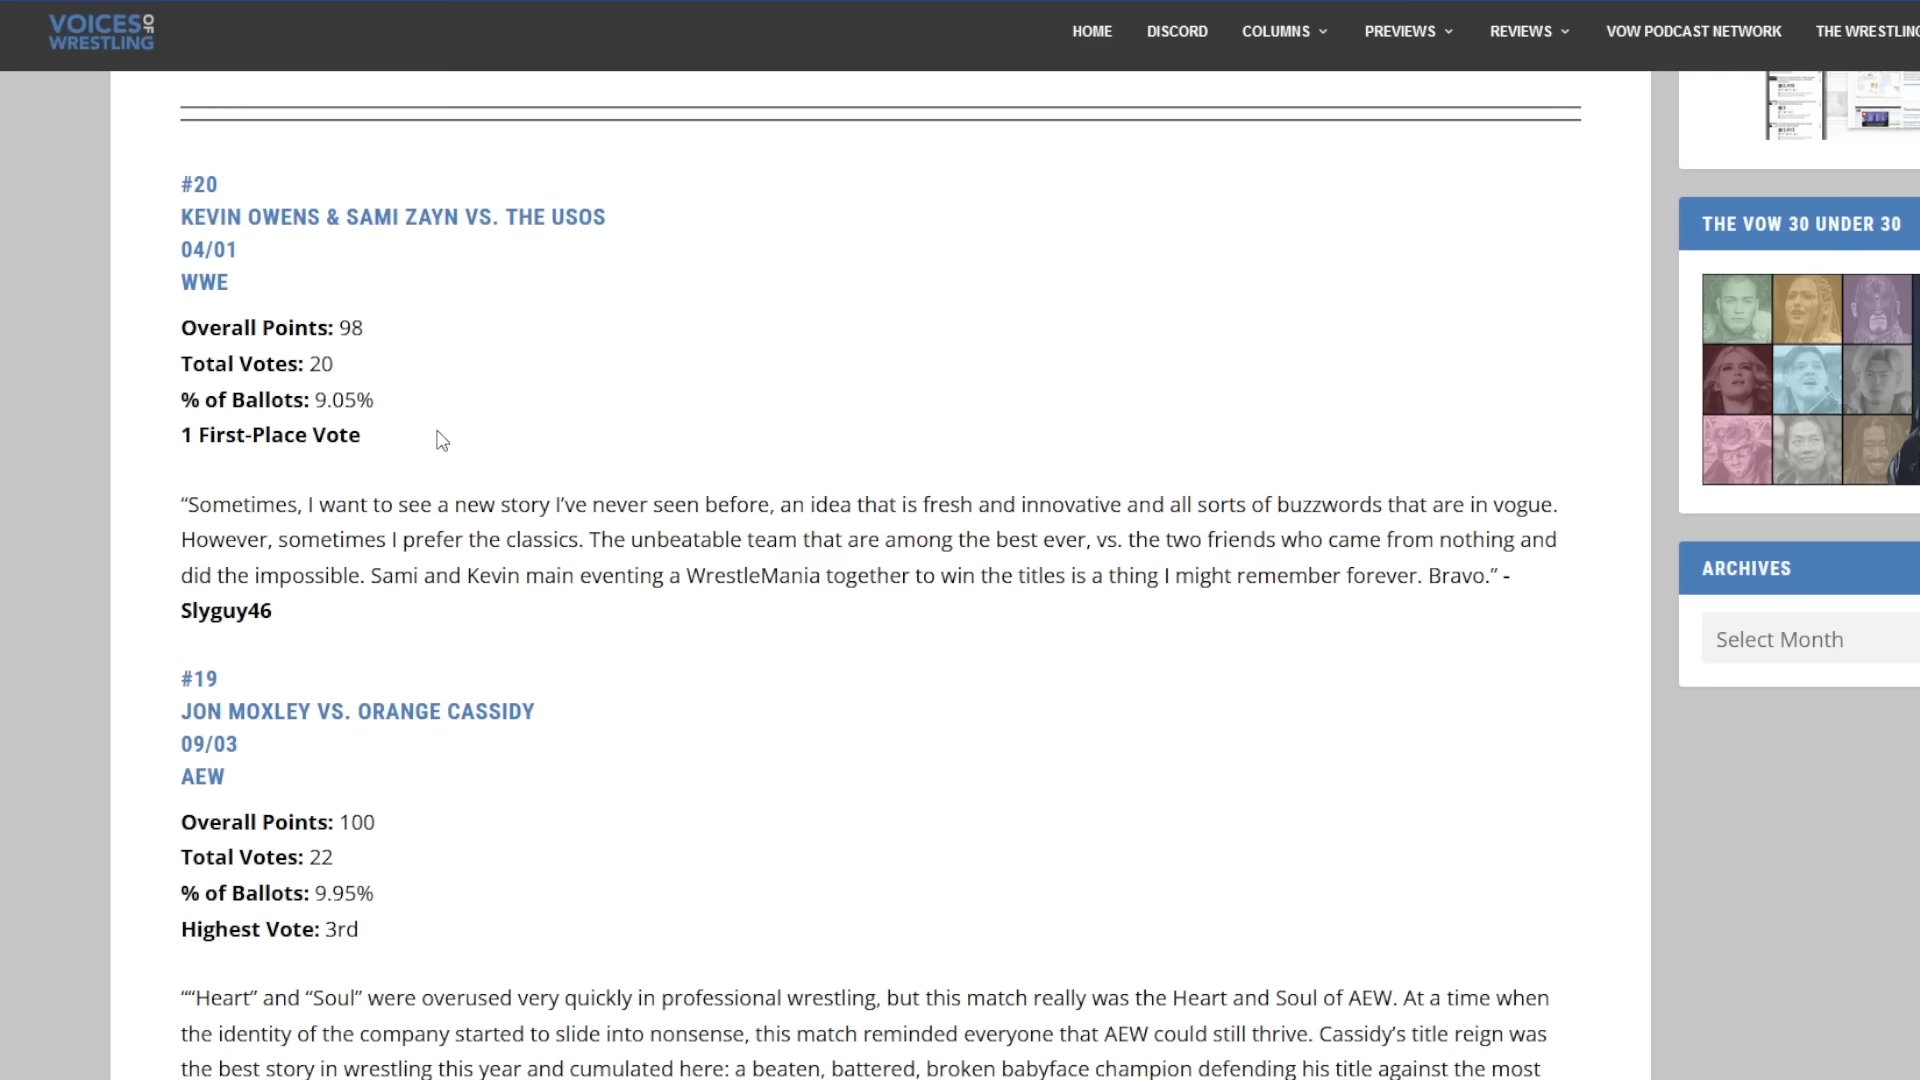 VOICES OF WRESTLING
HOME DISCORD COLUMNS PREVIEWS REVIEWS VOW PODCAST NETWORK THE WRESTLING
#20
KEVIN OWENS & SAMI ZAYN VS. THE USOS
04/01
WWE
Overall Points: 98
Total Votes: 20
% of Ballots: 9.05%
1 First-Place Vote
“Sometimes, I want to see a new story I’ve never seen before, an idea that is fresh and innovative and all sorts of buzzwords that are in vogue.
However, sometimes I prefer the classics. The unbeatable team that are among the best ever, vs. the two friends who came from nothing and
did the impossible. Sami and Kevin main eventing a WrestleMania together to win the titles is a thing I might remember forever. Bravo.” -
Slyguy46
#19
JON MOXLEY VS. ORANGE CASSIDY
09/03
AEW
Overall Points: 100
Total Votes: 22
% of Ballots: 9.95%
Highest Vote: 3rd
““Heart” and “Soul” were overused very quickly in professional wrestling, but this match really was the Heart and Soul of AEW. At a time when
the identity of the company started to slide into nonsense, this match reminded everyone that AEW could still thrive. Cassidy’s title reign was
the best story in wrestling this year and cumulated here: a beaten, battered, broken babyface champion defending his title against the most
THE VOW 30 UNDER 30
ARCHIVES
Select Month